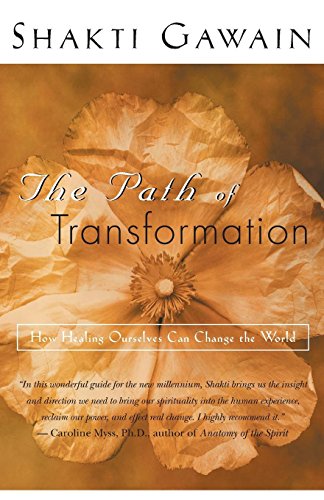 SHAKTI GAWAIN
The Path of
Transformation
How Healing Ourselves Can Change the World
"In this wonderful guide for the new millennium, Shakti brings us the insight
and direction we need to bring our spirituality into the human experience,
reclaim our power, and effect real change. I highly recommend it."
— Caroline Myss, Ph.D., author of Anatomy of the Spirit